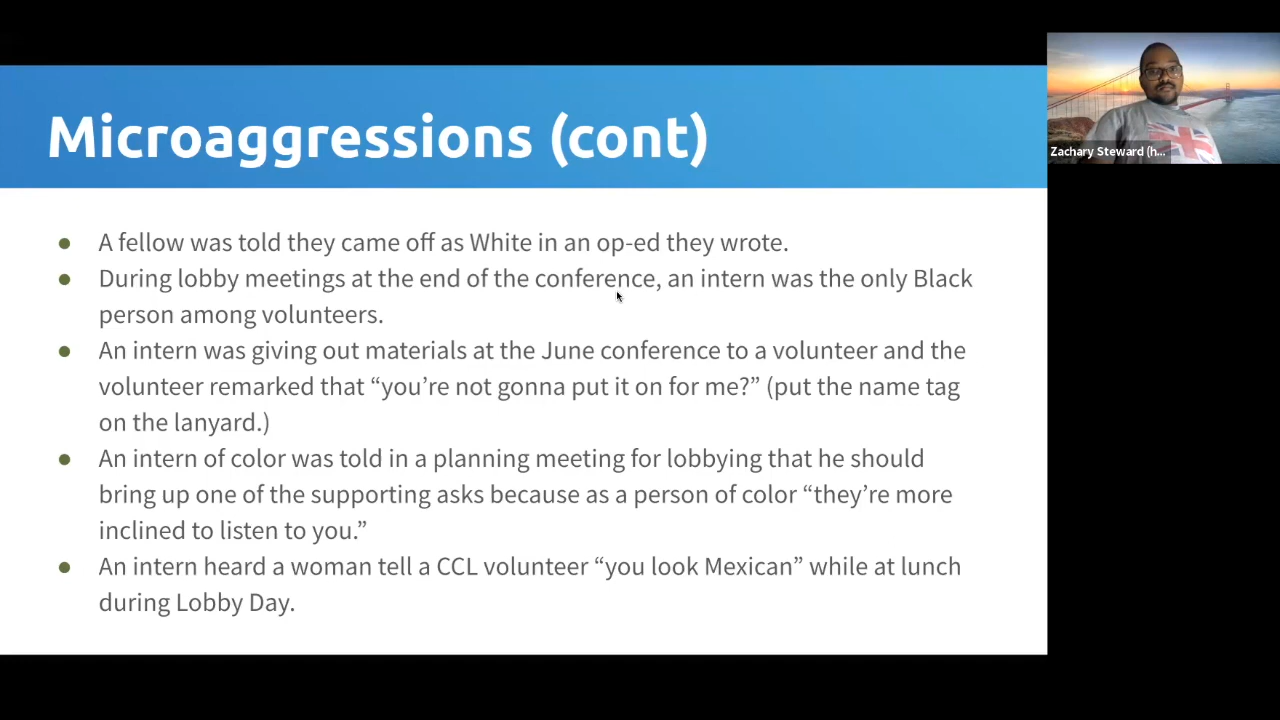 Microaggressions (cont)
● A fellow was told they came off as White in an op-ed they wrote.
● During lobby meetings at the end of the conference, an intern was the only Black
person among volunteers.
● An intern was giving out materials at the June conference to a volunteer and the
volunteer remarked that “you’re not gonna put it on for me?” (put the name tag
on the lanyard.)
● An intern of color was told in a planning meeting for lobbying that he should
bring up one of the supporting asks because as a person of color “they’re more
inclined to listen to you.”
● An intern heard a woman tell a CCL volunteer “you look Mexican” while at lunch
during Lobby Day.
Zachary Steward (h...